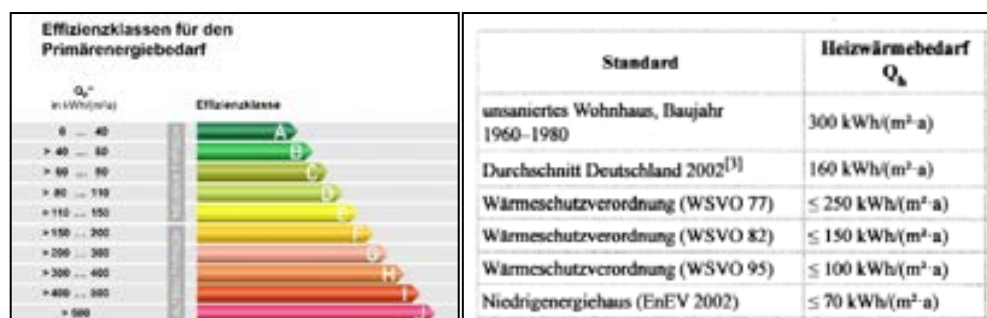 Effizienzklassen für den
Primärenergiebedarf
in kWh/(m²a)
Effizienzklasse
0 ... 40
A
> 40 ... 60
B
> 60 ... 80
C
> 80 ... 110
D
> 110 ... 150
E
> 150 ... 200
F
> 200 ... 300
G
> 300 ... 400
H
> 400 ... 500
I
> 500
J
Standard
Heizwärmebedarf
Qh
unsaniertes Wohnhaus, Baujahr
1960–1980
300 kWh/(m²·a)
Durchschnitt Deutschland 2002[3]
160 kWh/(m²·a)
Wärmeschutzverordnung (WSVO 77)
≤ 250 kWh/(m²·a)
Wärmeschutzverordnung (WSVO 82)
≤ 150 kWh/(m²·a)
Wärmeschutzverordnung (WSVO 95)
≤ 100 kWh/(m²·a)
Niedrigenergiehaus (EnEV 2002)
≤ 70 kWh/(m²·a)